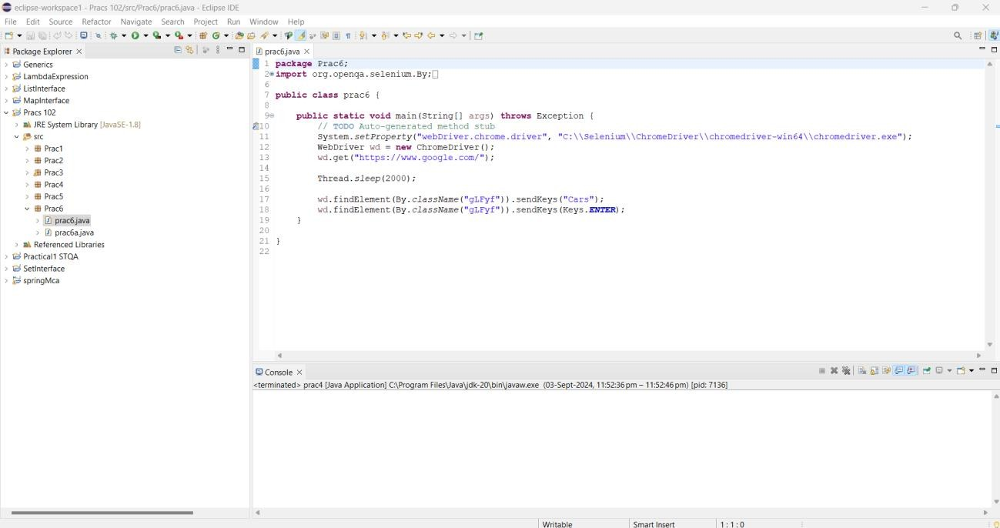 eclipse-workspace1 - Pracs 102/src/Prac6/prac6.java - Eclipse IDE
File Edit Source Refactor Navigate Search Project Run Window Help
Package Explorer
Generics
LambdaExpression
ListInterface
MapInterface
Pracs 102
JRE System Library [JavaSE-1.8]
src
Prac1
Prac2
Prac3
Prac4
Prac5
Prac6
prac6.java
prac6a.java
Referenced Libraries
Practical1 STQA
SetInterface
springMca
prac6.java
1 package Prac6;
2 import org.openqa.selenium.By;
6
7 public class prac6 {
8
9 public static void main(String[] args) throws Exception {
10 // TODO Auto-generated method stub
11 System.setProperty("webDriver.chrome.driver", "C:\\Selenium\\ChromeDriver\\chromedriver-win64\\chromedriver.exe");
12 WebDriver wd = new ChromeDriver();
13 wd.get("https://www.google.com/");
14
15 Thread.sleep(2000);
16
17 wd.findElement(By.className("gLFyf")).sendKeys("Cars");
18 wd.findElement(By.className("gLFyf")).sendKeys(Keys.ENTER);
19 }
20
21 }
22
Console
<terminated> prac4 [Java Application] C:\Program Files\Java\jdk-20\bin\javaw.exe (03-Sept-2024, 11:52:36 pm – 11:52:46 pm) [pid: 7136]
Writable Smart Insert 1 : 1 : 0